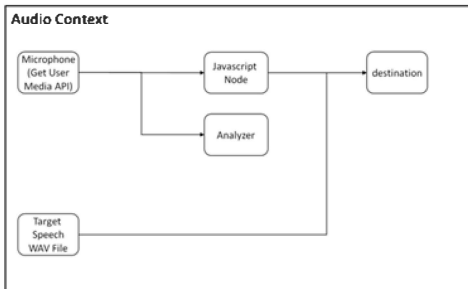 Audio Context
Microphone
(Get User
Media API)
Javascript
Node
destination
Analyzer
Target
Speech
WAV File